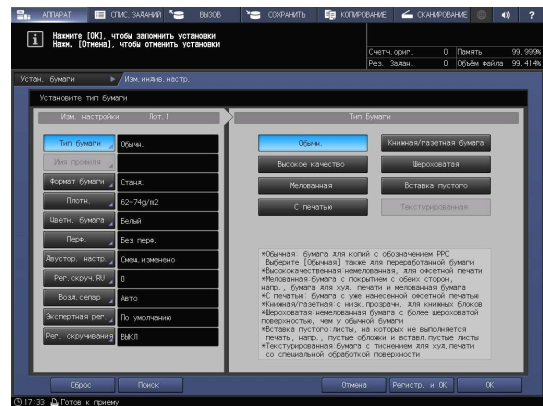 АППАРАТ
СПИС. ЗАДАНИЙ
ВЫЗОВ
СОХРАНИТЬ
КОПИРОВАНИЕ
СКАНИРОВАНИЕ
?
Нажмите [ОК], чтобы запомнить установки
Нажм. [Отмена], чтобы отменить установки
Счетч.ориг. 0 Память 99.999%
Рез. Задан. 0 Объём файла 99.414%
Устан. бумаги
Изм.индив.настр.
Установите тип бумаги
Изм. настройки Лот.1
Тип бумаги Обычн.
Имя профиля
Формат бумаги Станд.
Плотн. 62-74g/m2
Цветн. бумага Белый
Перф. Без перф.
Двустор. настр. Смещ.изменено
Рег.скруч.RU 0
Возд.сепар Авто
Экспертная рег. По умолчанию
Рег. скручивания ВЫКЛ
Тип бумаги
Обычн.
Книжная/газетная бумага
Высокое качество
Шероховатая
Мелованная
Вставка пустого
С печатью
Текстурированная
*Обычная: бумага для копий с обозначением PPC
Выберите [Обычная] также для переработанной бумаги
*Высококачественная:немелованная, для офсетной печати
*Мелованная:бумага с покрытием с обеих сторон,
напр., бумага для худ. печати и мелованная бумага
*С печатью: бумага с уже нанесенной офсетной печатью
*Книжная/газетная:с низк.прозрачн. для книжных блоков
*Шероховатая:немелованная бумага с более шероховатой
поверхностью, чем у обычной бумаги
*Вставка пустого:листы, на которых не выполняется
печать, напр., пустые обложки и вставл.пустые листы
*Текстурированная бумага с тиснением для худ.печати
со специальной обработкой поверхности
Сброс
Поиск
Отмена
Регистр. и ОК
ОК
17:33 Готов к приему